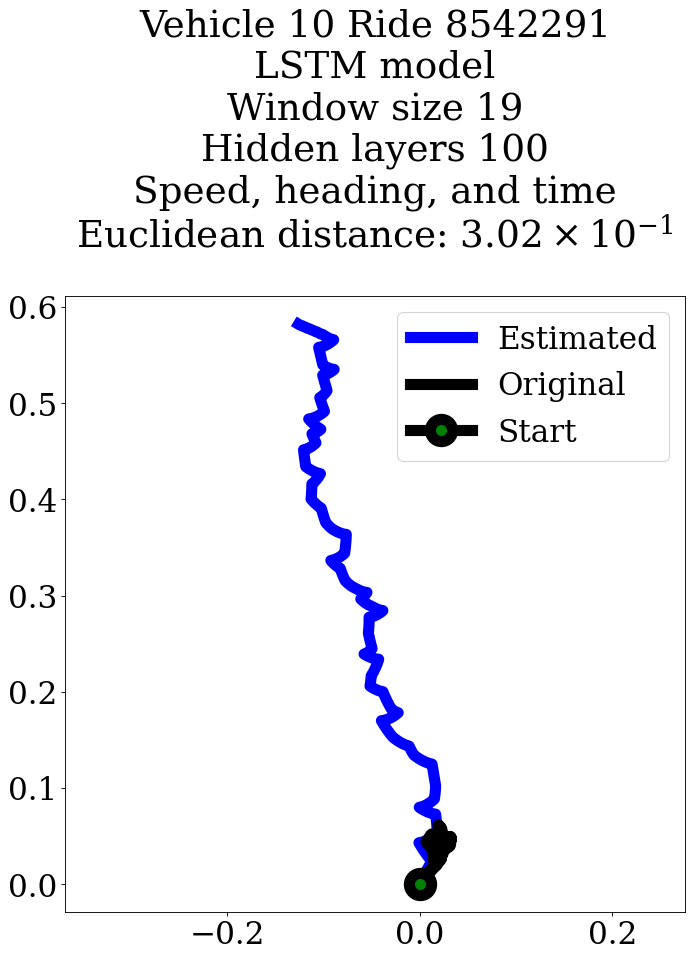 Vehicle 10 Ride 8542291
LSTM model
Window size 19
Hidden layers 100
Speed, heading, and time
Euclidean distance: 3.02 × 10⁻¹
Estimated
Original
Start
0.6
0.5
0.4
0.3
0.2
0.1
0.0
−0.2 0.0 0.2